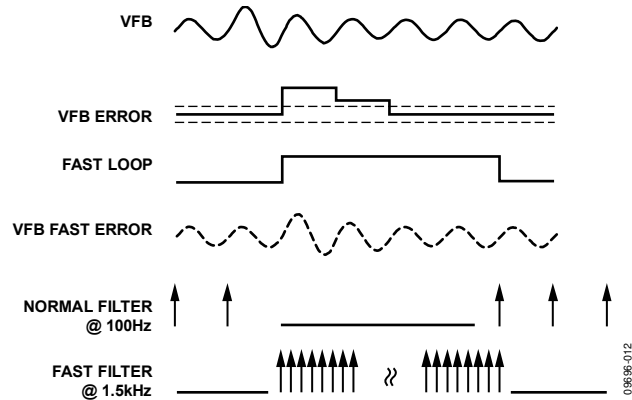 VFB
VFB ERROR
FAST LOOP
VFB FAST ERROR
NORMAL FILTER
@ 100Hz
FAST FILTER
@ 1.5kHz
09696-012